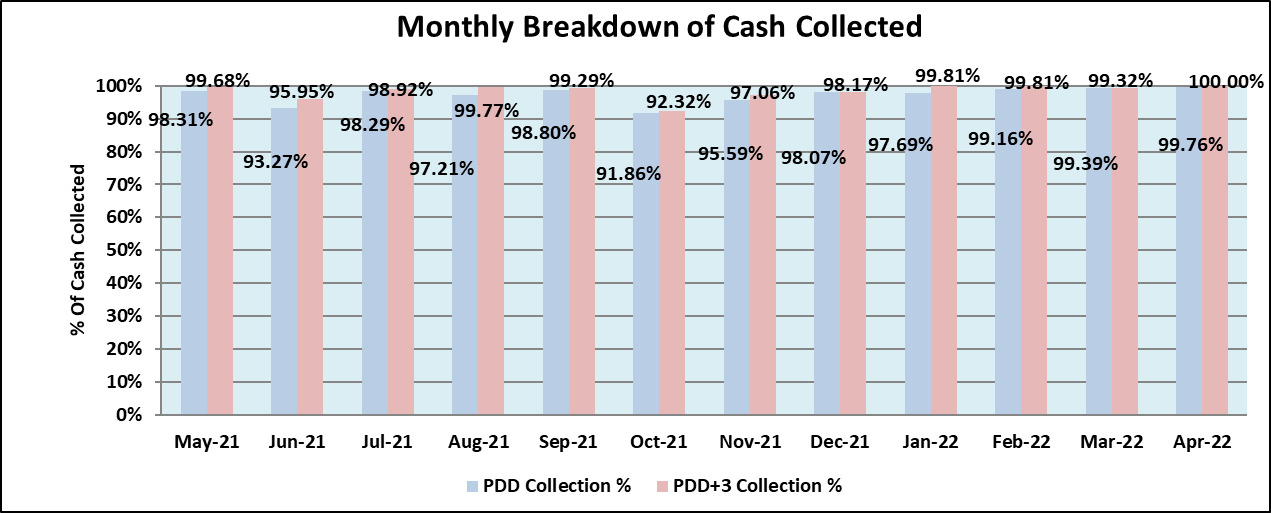 Monthly Breakdown of Cash Collected
% Of Cash Collected
100%
90%
80%
70%
60%
50%
40%
30%
20%
10%
0%
99.68% 95.95% 98.92% 99.77% 99.29% 92.32% 97.06% 98.17% 99.81% 99.81% 99.32% 100.00%
98.31% 93.27% 98.29% 97.21% 98.80% 91.86% 95.59% 98.07% 97.69% 99.16% 99.39% 99.76%
May-21 Jun-21 Jul-21 Aug-21 Sep-21 Oct-21 Nov-21 Dec-21 Jan-22 Feb-22 Mar-22 Apr-22
PDD Collection % PDD+3 Collection %